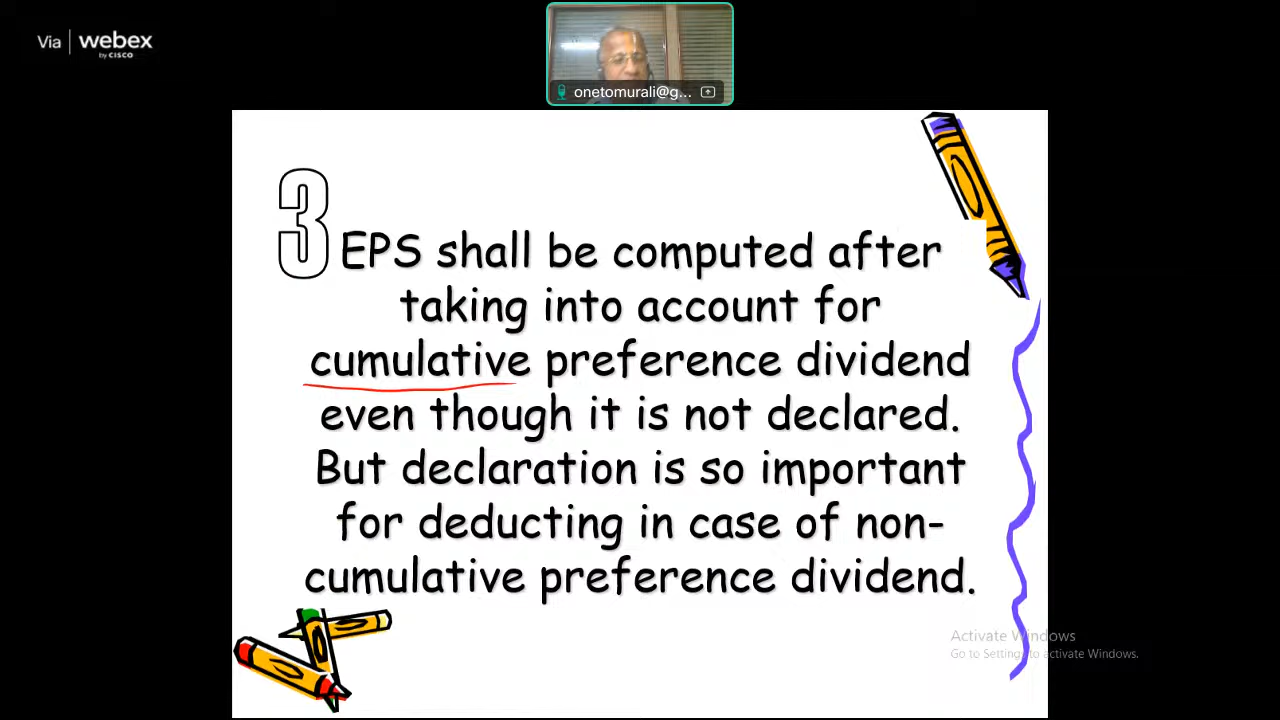 Via webex
by CISCO
onetomurali@g...
3
EPS shall be computed after
taking into account for
cumulative preference dividend
even though it is not declared.
But declaration is so important
for deducting in case of non-
cumulative preference dividend.
Activate Windows
Go to Settings to activate Windows.